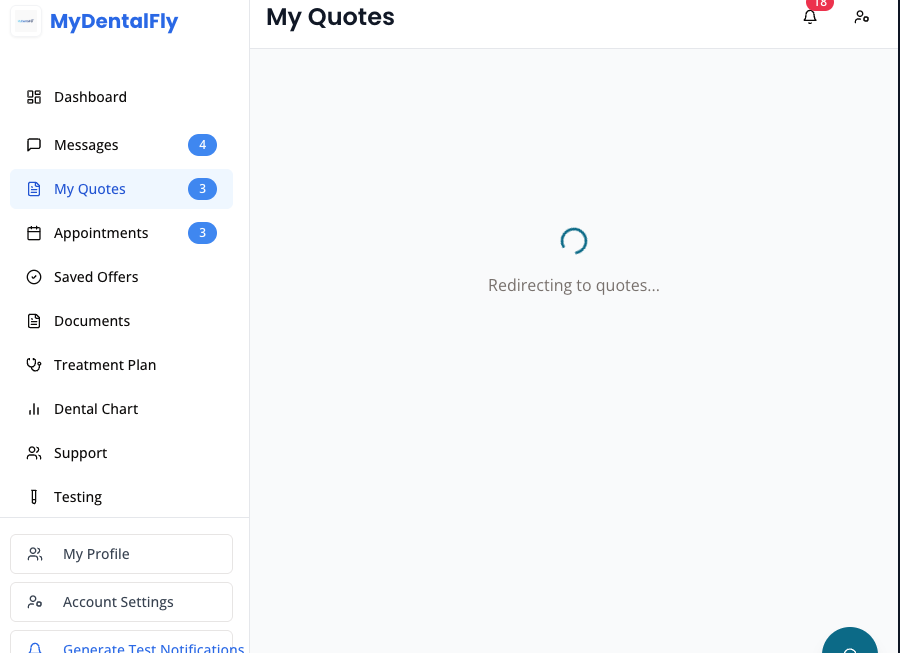 MyDentalFly
My Quotes
18
Dashboard
Messages 4
My Quotes 3
Appointments 3
Saved Offers
Documents
Treatment Plan
Dental Chart
Support
Testing
My Profile
Account Settings
Generate Test Notifications
Redirecting to quotes...